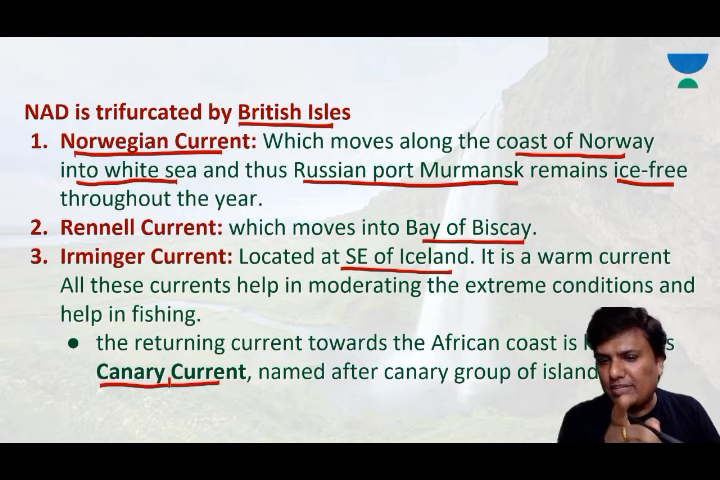 NAD is trifurcated by British Isles
1. Norwegian Current: Which moves along the coast of Norway
into white sea and thus Russian port Murmansk remains ice-free
throughout the year.
2. Rennell Current: which moves into Bay of Biscay.
3. Irminger Current: Located at SE of Iceland. It is a warm current
All these currents help in moderating the extreme conditions and
help in fishing.
• the returning current towards the African coast is
Canary Current, named after canary group of island